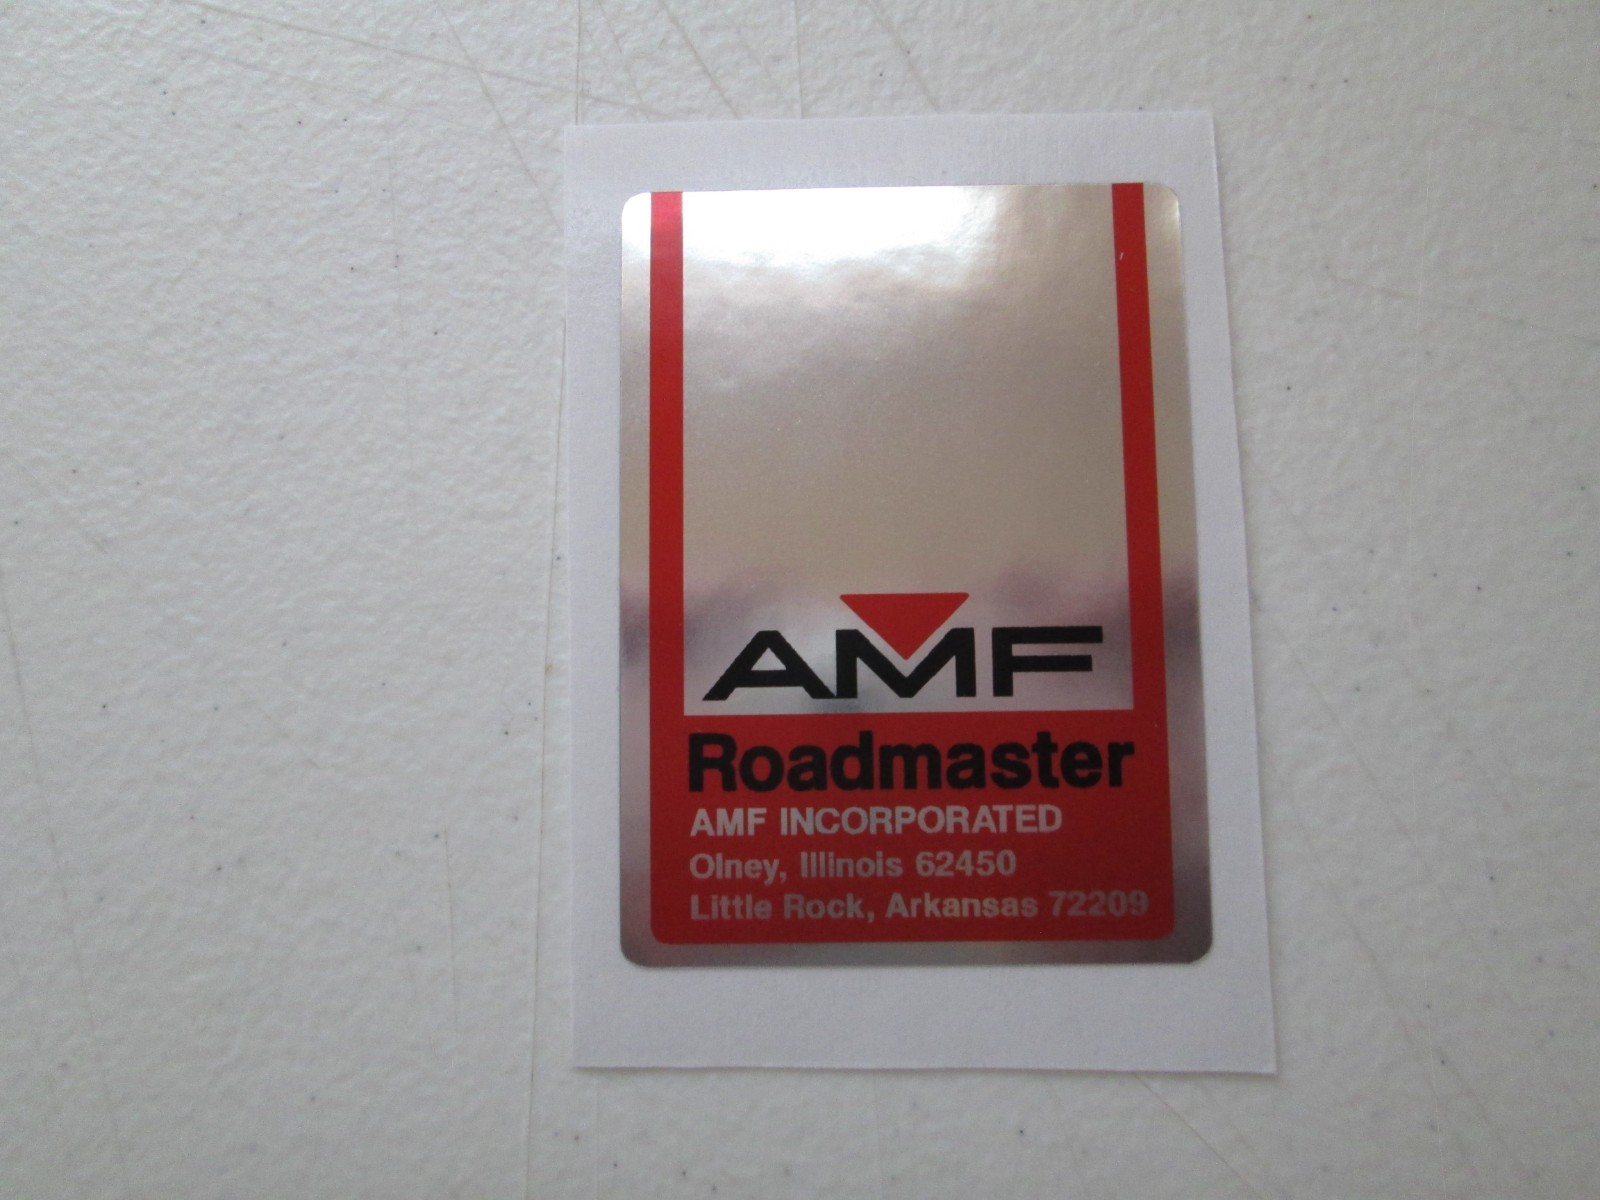 AMF
Roadmaster
AMF INCORPORATED
Olney, Illinois 62450
Little Rock, Arkansas 72209